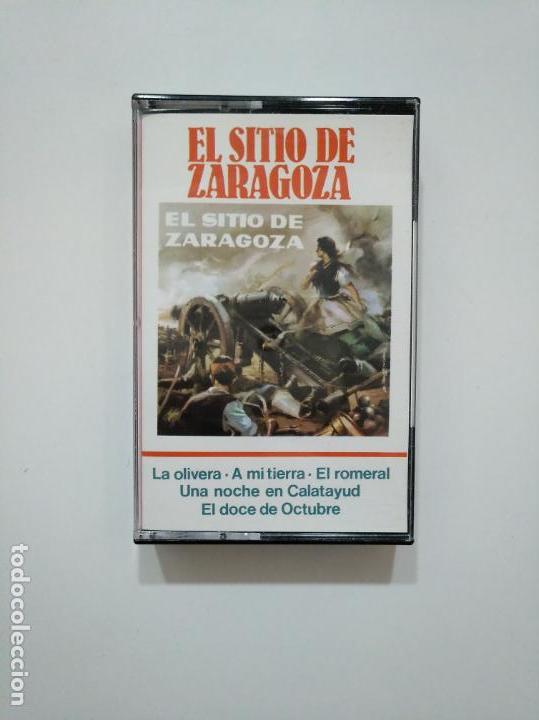 EL SITIO DE
ZARAGOZA
EL SITIO DE
ZARAGOZA
La olivera · A mi tierra · El romeral
Una noche en Calatayud
El doce de Octubre
todocoleccion.net